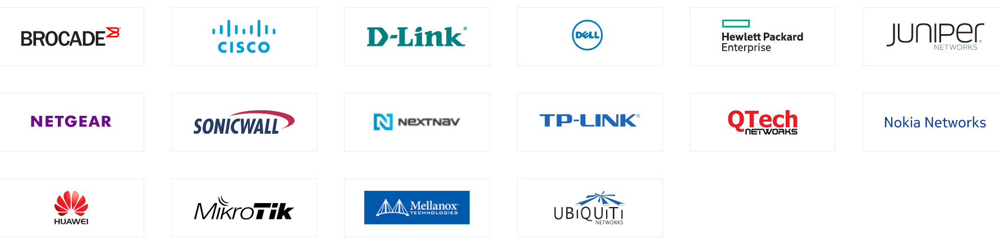 BROCADE
CISCO
D-Link®
DELL
Hewlett Packard
Enterprise
JUNIPer®
NETWORKS
NETGEAR
SONICWALL
NEXTNAV
TP-LINK®
QTech
NETWORKS
Nokia Networks
HUAWEI
MikroTik
Mellanox
TECHNOLOGIES
UBiQUiTi
NETWORKS